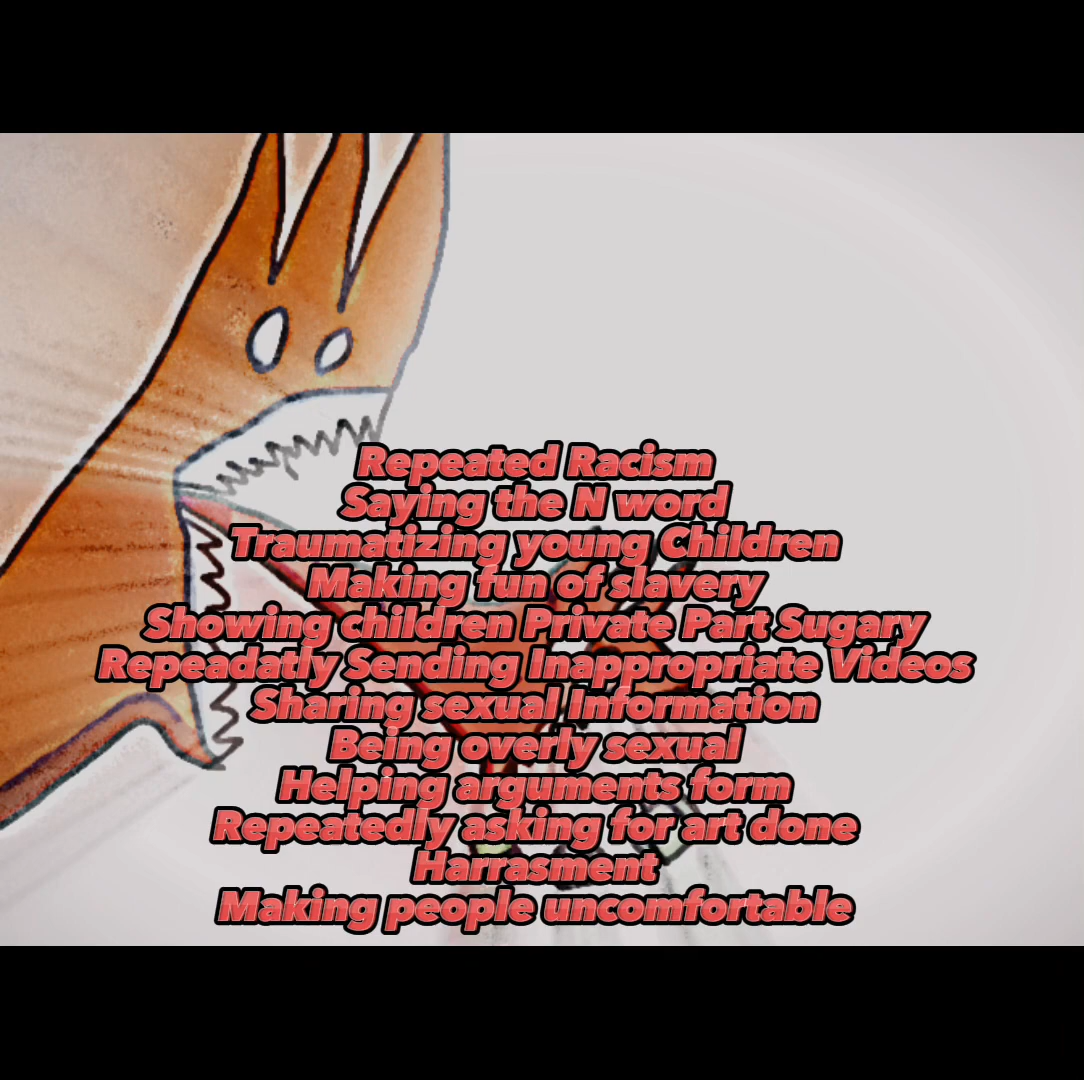 Repeated Racism
Saying the N word
Traumatizing young Children
Making fun of slavery
Showing children Private Part Sugary
Repeadatly Sending Inappropriate Videos
Sharing sexual Information
Being overly sexual
Helping arguments form
Repeatedly asking for art done
Harrasment
Making people uncomfortable